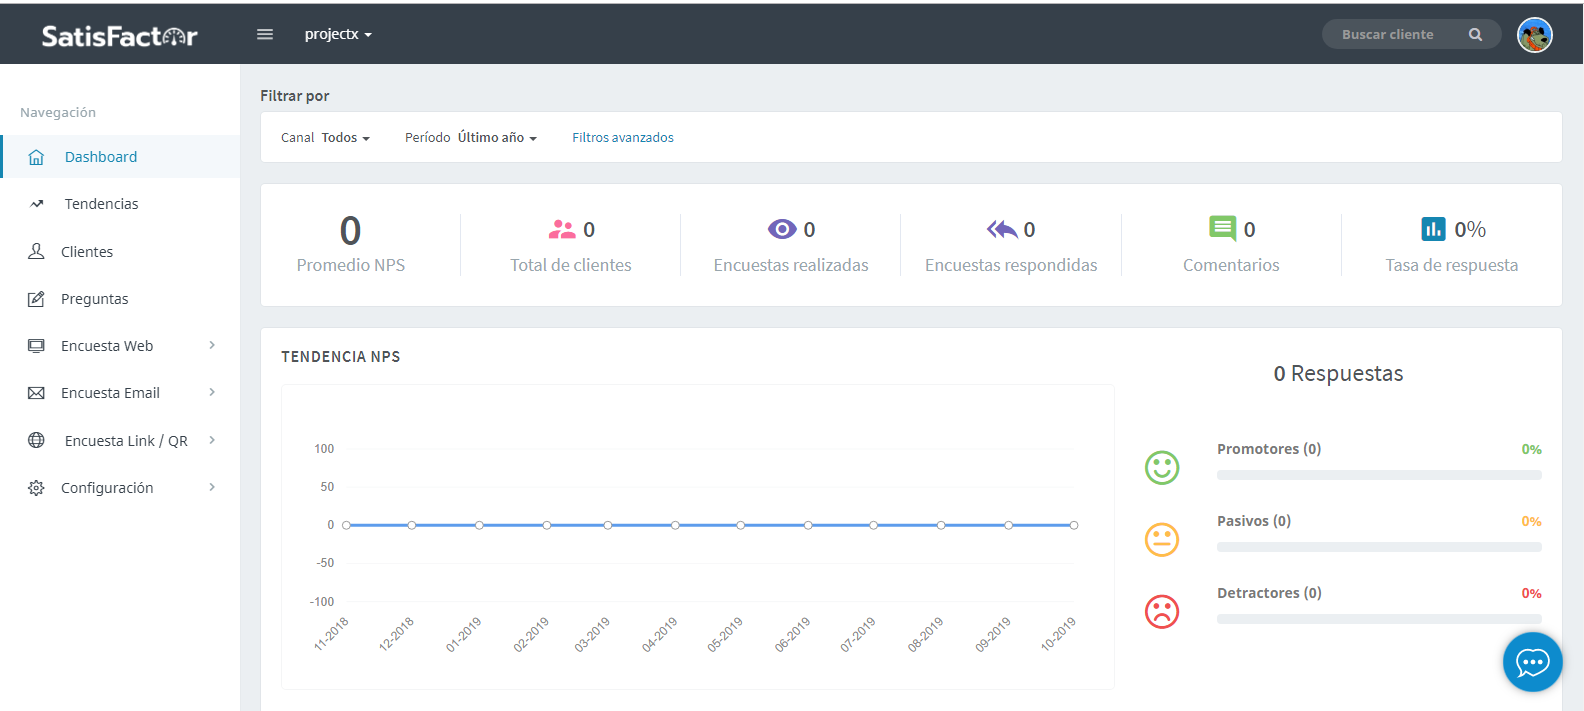 SatisFactor
projectx
Buscar cliente
Navegación
Dashboard
Tendencias
Clientes
Preguntas
Encuesta Web
Encuesta Email
Encuesta Link / QR
Configuración
Filtrar por
Canal Todos Período Último año Filtros avanzados
0
Promedio NPS
0
Total de clientes
0
Encuestas realizadas
0
Encuestas respondidas
0
Comentarios
0%
Tasa de respuesta
TENDENCIA NPS
100
50
0
-50
-100
11-2018 12-2018 01-2019 02-2019 03-2019 04-2019 05-2019 06-2019 07-2019 08-2019 09-2019 10-2019
0 Respuestas
Promotores (0) 0%
Pasivos (0) 0%
Detractores (0) 0%